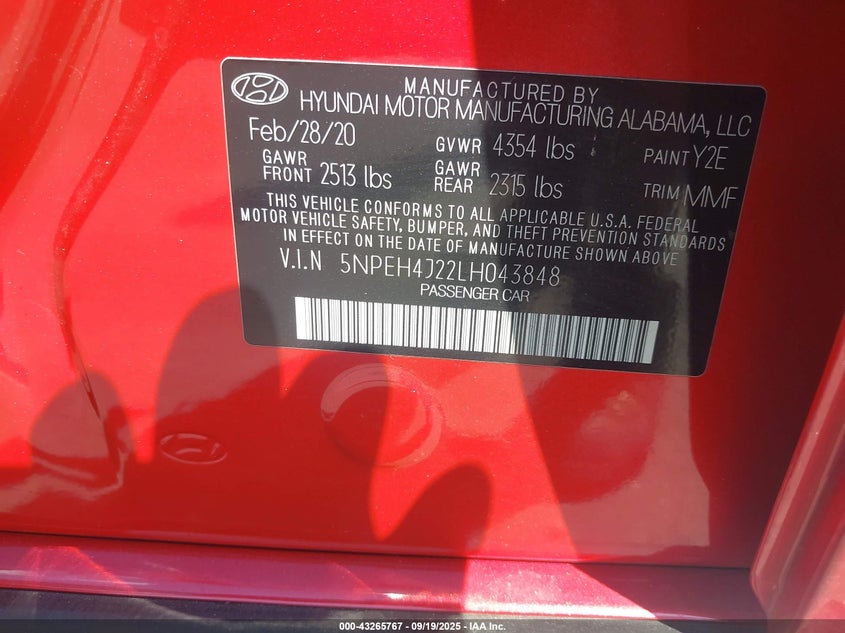 MANUFACTURED BY
HYUNDAI MOTOR MANUFACTURING ALABAMA, LLC
Feb/28/20 GVWR 4354 lbs PAINT Y2E
GAWR FRONT 2513 lbs GAWR REAR 2315 lbs TRIM MMF
THIS VEHICLE CONFORMS TO ALL APPLICABLE U.S.A. FEDERAL
MOTOR VEHICLE SAFETY, BUMPER, AND THEFT PREVENTION STANDARDS
IN EFFECT ON THE DATE OF MANUFACTURE SHOWN ABOVE
V.I.N 5NPEH4J22LH043848
PASSENGER CAR
000-43265767 - 09/19/2025 - IAA Inc.